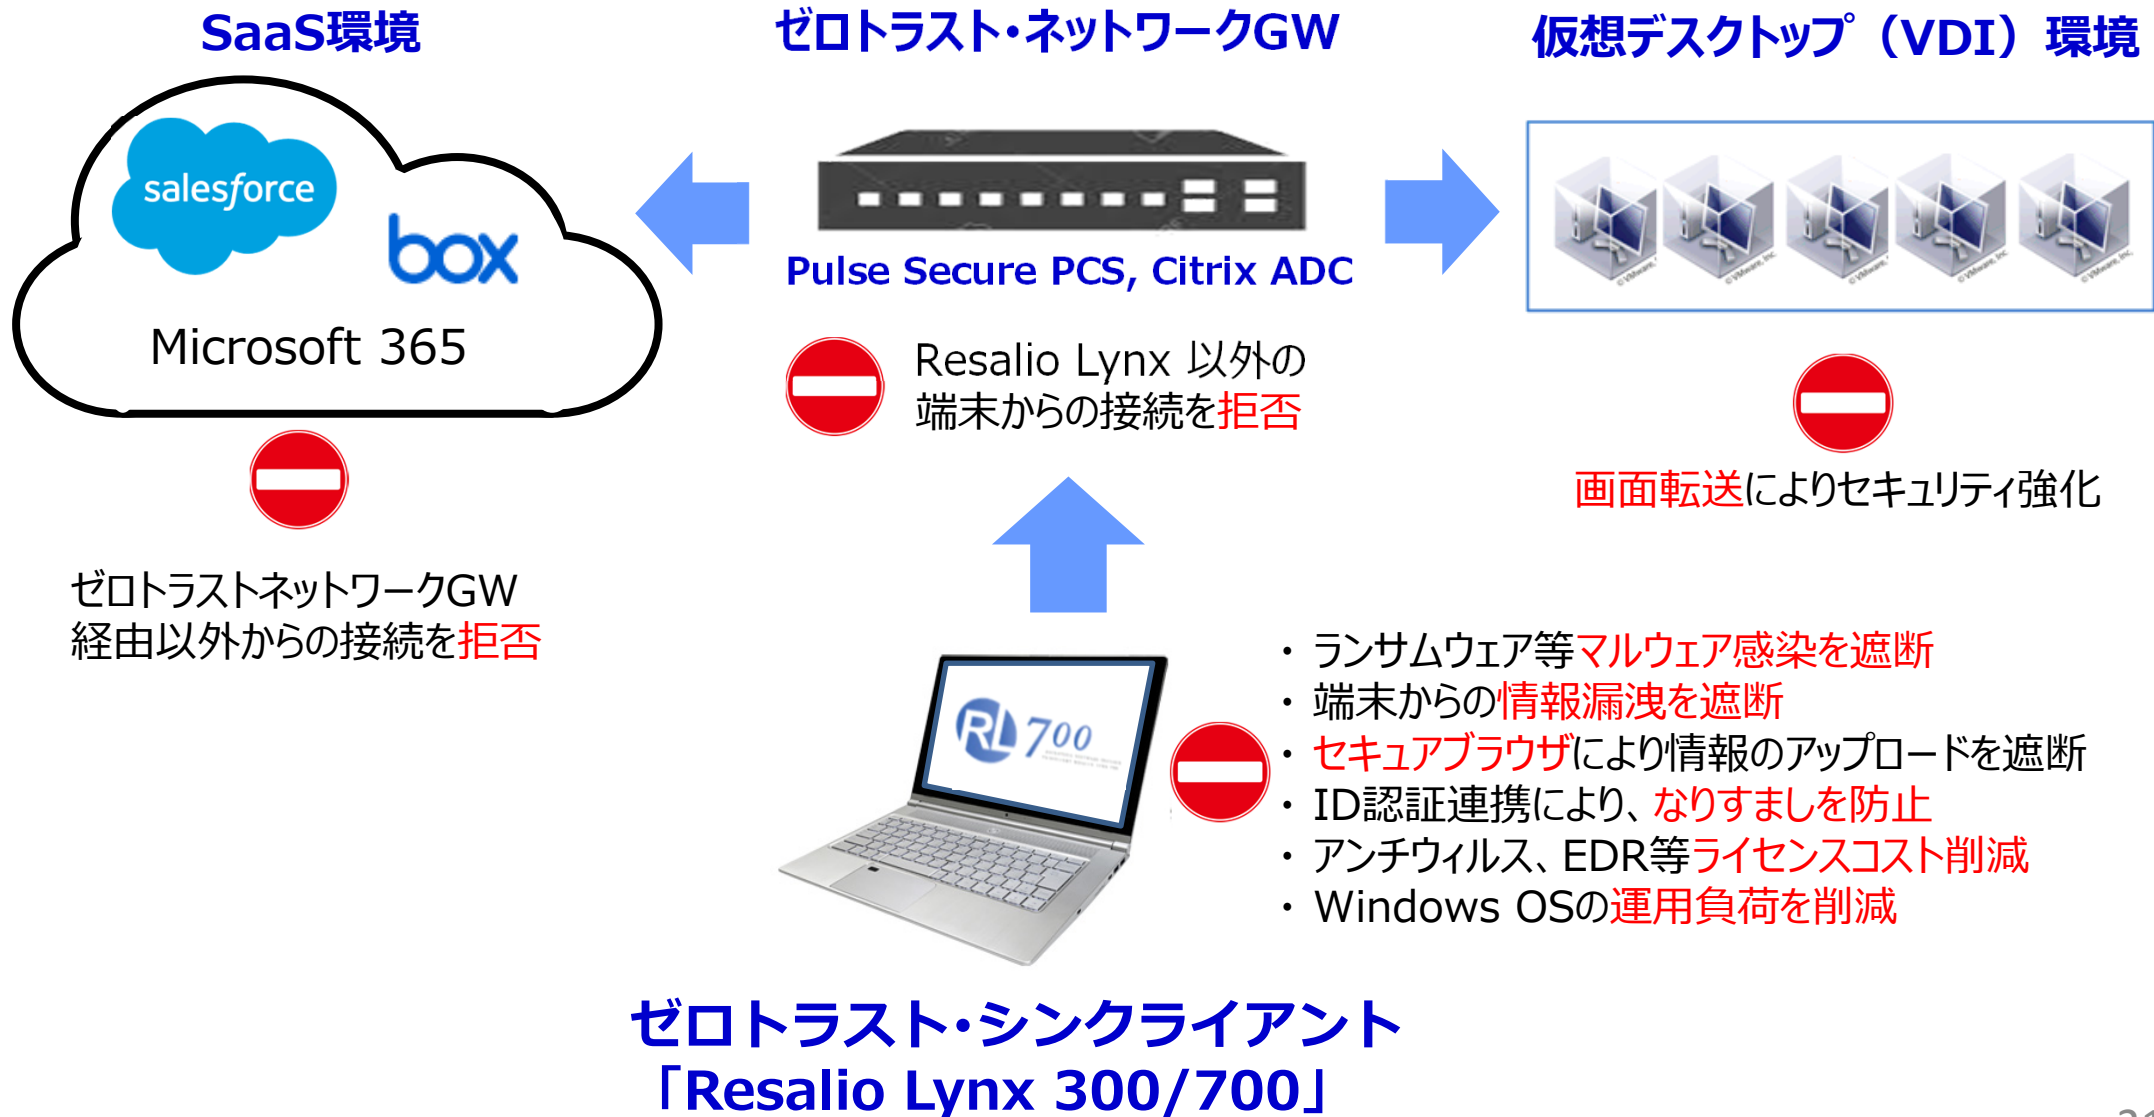 SaaS環境
ゼロトラスト・ネットワークGW
仮想デスクトップ（VDI）環境
salesforce
box
Microsoft 365
Pulse Secure PCS, Citrix ADC
©VMware, Inc
©VMware, Inc
©VMware, Inc
©VMware, Inc
Resalio Lynx 以外の
端末からの接続を拒否
画面転送によりセキュリティ強化
ゼロトラストネットワークGW
経由以外からの接続を拒否
RL 700
・ ランサムウェア等マルウェア感染を遮断
・ 端末からの情報漏洩を遮断
・ セキュアブラウザにより情報のアップロードを遮断
・ ID認証連携により、なりすましを防止
・ アンチウィルス、EDR等ライセンスコスト削減
・ Windows OSの運用負荷を削減
ゼロトラスト・シンクライアント
「Resalio Lynx 300/700」